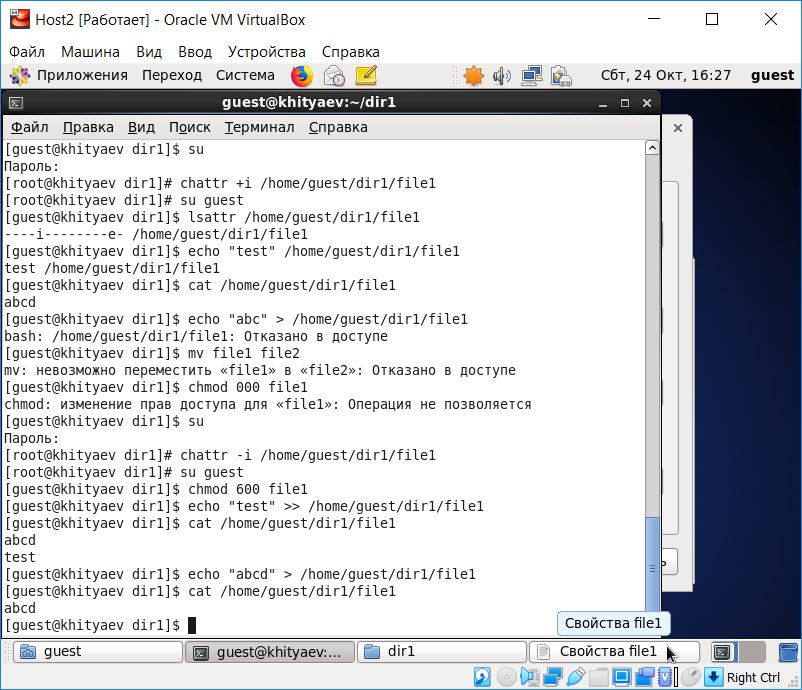 Host2 [Работает] - Oracle VM VirtualBox
Файл Машина Вид Ввод Устройства Справка
Приложения Переход Система Сбт, 24 Окт, 16:27 guest
guest@khityaev:~/dir1
Файл Правка Вид Поиск Терминал Справка
[guest@khityaev dir1]$ su
Пароль:
[root@khityaev dir1]# chattr +i /home/guest/dir1/file1
[root@khityaev dir1]# su guest
[guest@khityaev dir1]$ lsattr /home/guest/dir1/file1
----i--------e- /home/guest/dir1/file1
[guest@khityaev dir1]$ echo "test" /home/guest/dir1/file1
test /home/guest/dir1/file1
[guest@khityaev dir1]$ cat /home/guest/dir1/file1
abcd
[guest@khityaev dir1]$ echo "abc" > /home/guest/dir1/file1
bash: /home/guest/dir1/file1: Отказано в доступе
[guest@khityaev dir1]$ mv file1 file2
mv: невозможно переместить «file1» в «file2»: Отказано в доступе
[guest@khityaev dir1]$ chmod 000 file1
chmod: изменение прав доступа для «file1»: Операция не позволяется
[guest@khityaev dir1]$ su
Пароль:
[root@khityaev dir1]# chattr -i /home/guest/dir1/file1
[root@khityaev dir1]# su guest
[guest@khityaev dir1]$ chmod 600 file1
[guest@khityaev dir1]$ echo "test" >> /home/guest/dir1/file1
[guest@khityaev dir1]$ cat /home/guest/dir1/file1
abcd
test
[guest@khityaev dir1]$ echo "abcd" > /home/guest/dir1/file1
[guest@khityaev dir1]$ cat /home/guest/dir1/file1
abcd
[guest@khityaev dir1]$
Свойства file1
guest guest@khityaev:... dir1 Свойства file1
Right Ctrl